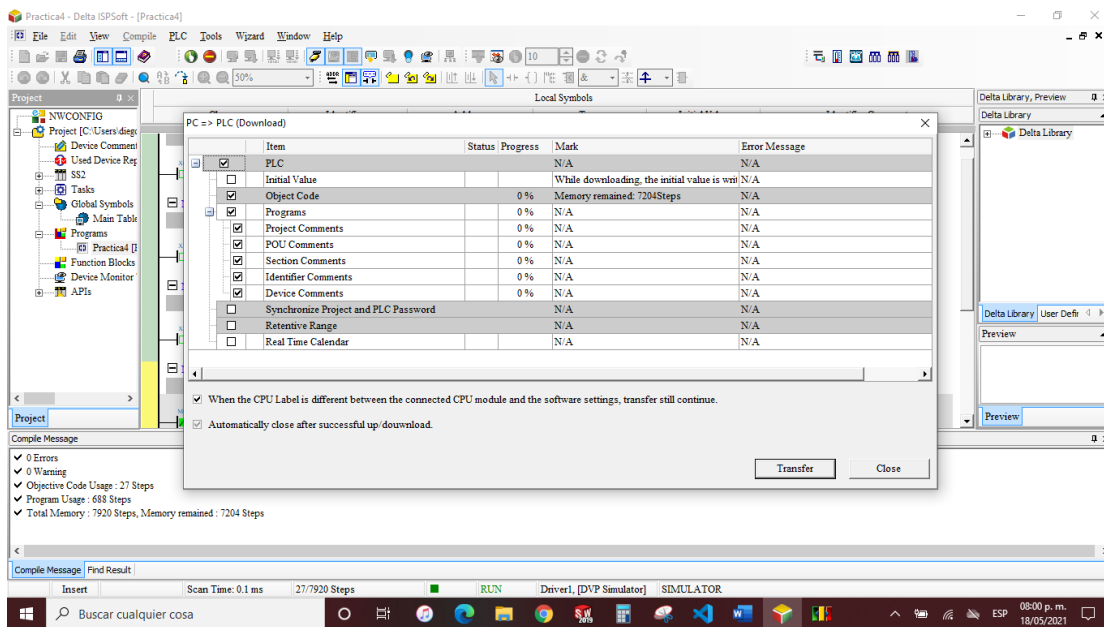 Practica4 - Delta ISPSoft - [Practica4]
File Edit View Compile PLC Tools Wizard Window Help
10
50%
&
Project
Local Symbols
Delta Library, Preview
NWCONFIG
Project [C:\Users\diego
Device Comment
Used Device Rep
SS2
Tasks
Global Symbols
Main Table
Programs
Practica4 [P
Function Blocks
Device Monitor
APIs
Project
PC => PLC (Download)
Item Status Progress Mark Error Message
PLC N/A N/A
Initial Value While downloading, the initial value is writ N/A
Object Code 0 % Memory remained: 7204Steps N/A
Programs 0 % N/A N/A
Project Comments 0 % N/A N/A
POU Comments 0 % N/A N/A
Section Comments 0 % N/A N/A
Identifier Comments 0 % N/A N/A
Device Comments 0 % N/A N/A
Synchronize Project and PLC Password N/A N/A
Retentive Range N/A N/A
Real Time Calendar N/A N/A
When the CPU Label is different between the connected CPU module and the software settings, transfer still continue.
Automatically close after successful up/douwnload.
Transfer Close
Delta Library
Delta Library
Delta Library User Defir
Preview
Preview
Compile Message
0 Errors
0 Warning
Objective Code Usage : 27 Steps
Program Usage : 688 Steps
Total Memory : 7920 Steps, Memory remained : 7204 Steps
Compile Message Find Result
Insert Scan Time: 0.1 ms 27/7920 Steps RUN Driver1, [DVP Simulator] SIMULATOR
Buscar cualquier cosa
ESP
08:00 p. m.
18/05/2021